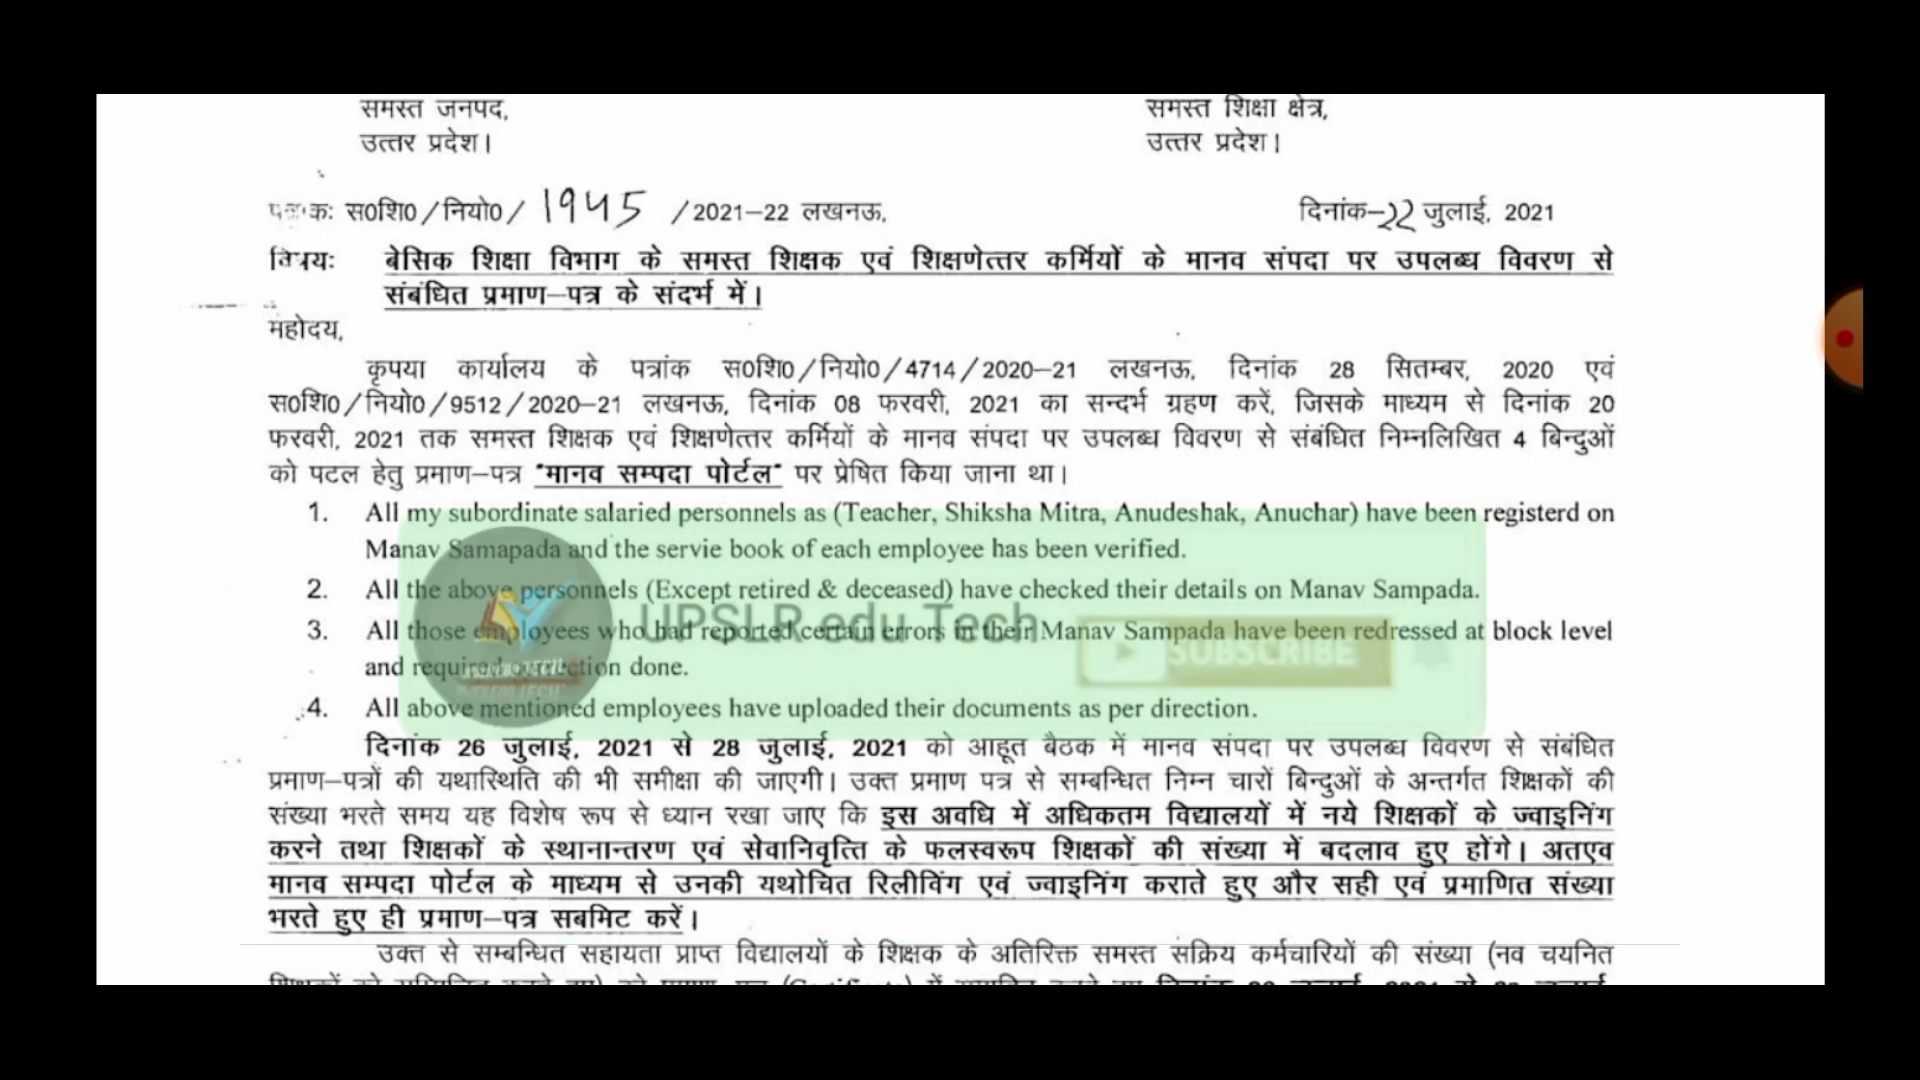 समस्त जनपद,
उत्तर प्रदेश।
समस्त शिक्षा क्षेत्र,
उत्तर प्रदेश।
स0शि0/नियो0/ 1945 /2021–22 लखनऊ,
दिनांक–22 जुलाई, 2021
विषयः बेसिक शिक्षा विभाग के समस्त शिक्षक एवं शिक्षणेत्तर कर्मियों के मानव संपदा पर उपलब्ध विवरण से
संबंधित प्रमाण–पत्र के संदर्भ में।
महोदय,
कृपया कार्यालय के पत्रांक स0शि0/नियो0/4714/2020–21 लखनऊ, दिनांक 28 सितम्बर, 2020 एवं
स0शि0/नियो0/9512/2020–21 लखनऊ, दिनांक 08 फरवरी, 2021 का सन्दर्भ ग्रहण करें, जिसके माध्यम से दिनांक 20
फरवरी, 2021 तक समस्त शिक्षक एवं शिक्षणेत्तर कर्मियों के मानव संपदा पर उपलब्ध विवरण से संबंधित निम्नलिखित 4 बिन्दुओं
को पटल हेतु प्रमाण–पत्र "मानव सम्पदा पोर्टल" पर प्रेषित किया जाना था।
1. All my subordinate salaried personnels as (Teacher, Shiksha Mitra, Anudeshak, Anuchar) have been registerd on
Manav Samapada and the servie book of each employee has been verified.
2. All the above personnels (Except retired & deceased) have checked their details on Manav Sampada.
UPSLR edu Tech
3. All those employees who had reported certain errors in their Manav Sampada have been redressed at block level
and required correction done.
SUBSCRIBE
4. All above mentioned employees have uploaded their documents as per direction.
दिनांक 26 जुलाई, 2021 से 28 जुलाई, 2021 को आहूत बैठक में मानव संपदा पर उपलब्ध विवरण से संबंधित
प्रमाण–पत्रों की यथास्थिति की भी समीक्षा की जाएगी। उक्त प्रमाण पत्र से सम्बन्धित निम्न चारों बिन्दुओं के अन्तर्गत शिक्षकों की
संख्या भरते समय यह विशेष रूप से ध्यान रखा जाए कि इस अवधि में अधिकतम विद्यालयों में नये शिक्षकों के ज्वाइनिंग
करने तथा शिक्षकों के स्थानान्तरण एवं सेवानिवृत्ति के फलस्वरूप शिक्षकों की संख्या में बदलाव हुए होंगे। अतएव
मानव सम्पदा पोर्टल के माध्यम से उनकी यथोचित रिलीविंग एवं ज्वाइनिंग कराते हुए और सही एवं प्रमाणित संख्या
भरते हुए ही प्रमाण–पत्र सबमिट करें।
उक्त से सम्बन्धित सहायता प्राप्त विद्यालयों के शिक्षक के अतिरिक्त समस्त सक्रिय कर्मचारियों की संख्या (नव चयनित